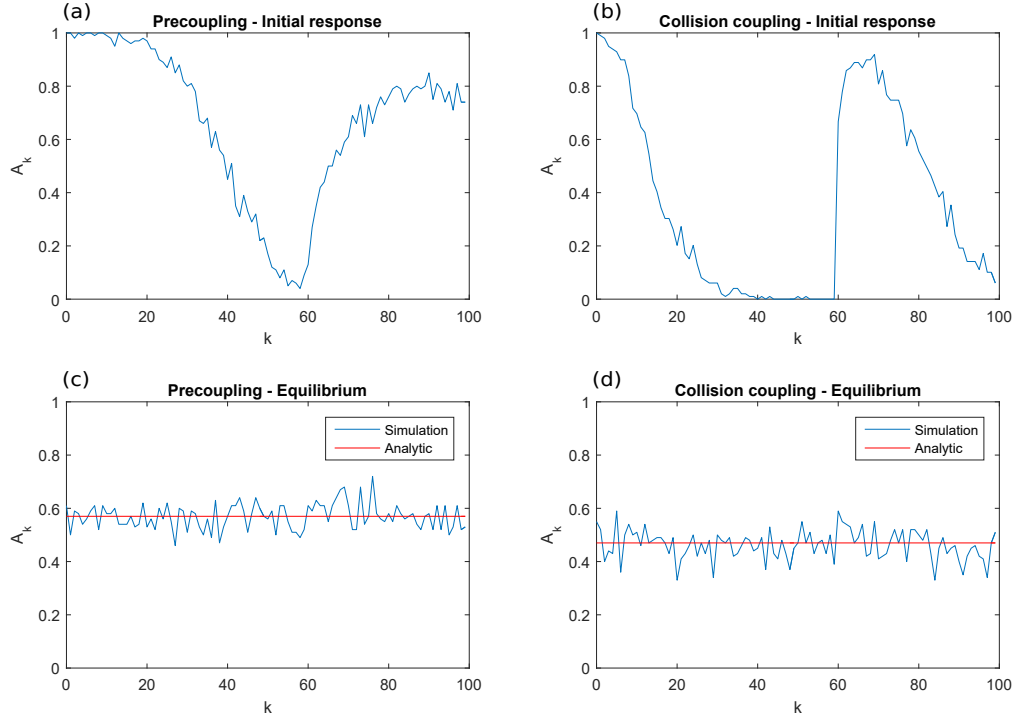 (a)
Precoupling - Initial response
1
0.8
0.6
0.4
0.2
0
A_k
0 20 40 60 80 100
k
(b)
Collision coupling - Initial response
1
0.8
0.6
0.4
0.2
0
A_k
0 20 40 60 80 100
k
(c)
Precoupling - Equilibrium
1
0.8
0.6
0.4
0.2
0
A_k
Simulation
Analytic
0 20 40 60 80 100
k
(d)
Collision coupling - Equilibrium
1
0.8
0.6
0.4
0.2
0
A_k
Simulation
Analytic
0 20 40 60 80 100
k